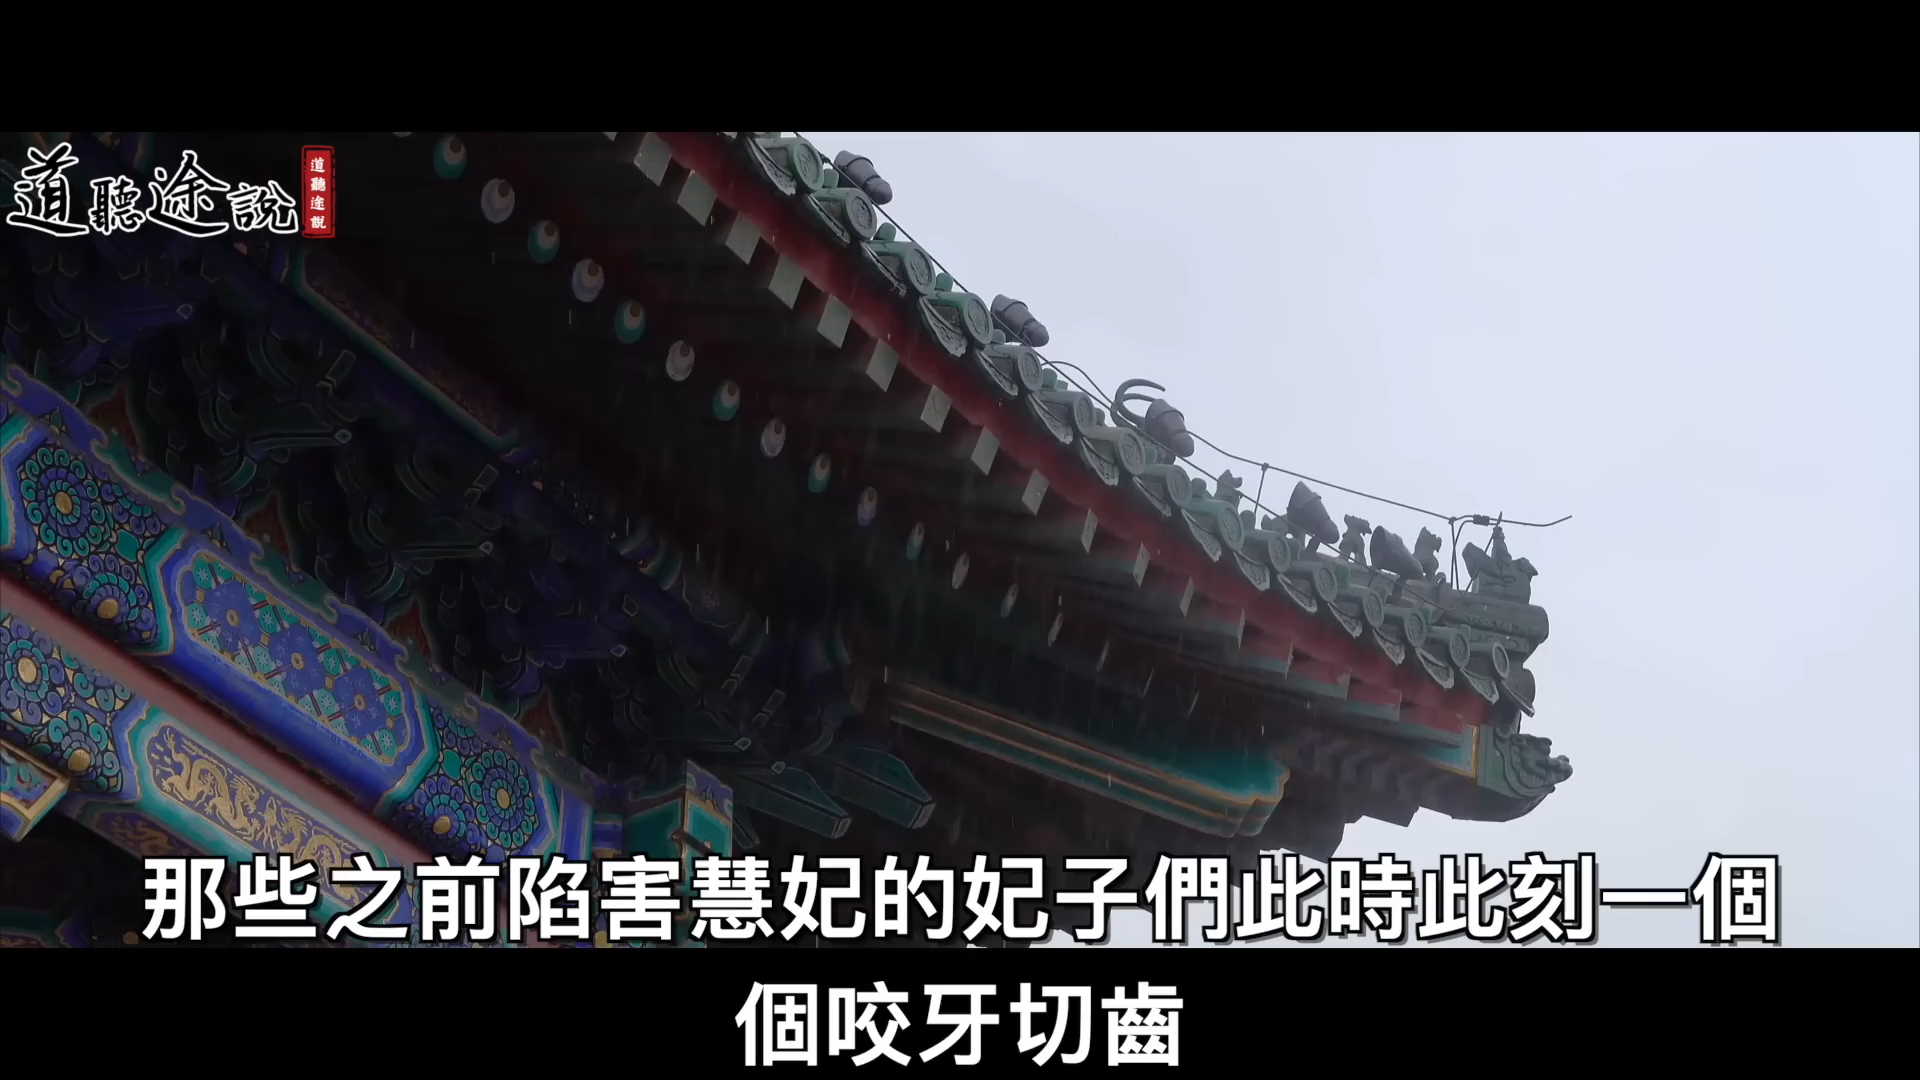 道聽途說
道聽途說
那些之前陷害慧妃的妃子們此時此刻一個
個咬牙切齒